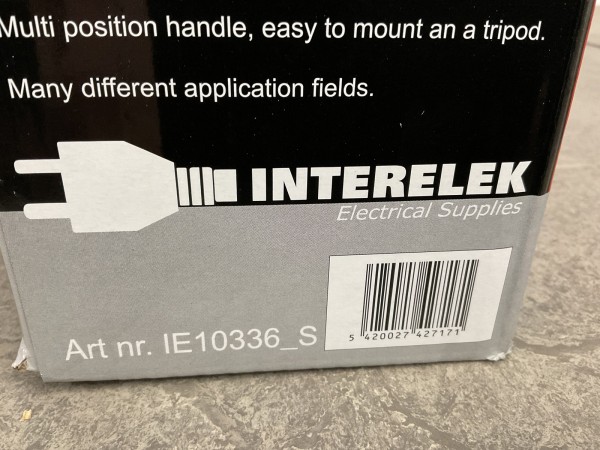 Multi position handle, easy to mount an a tripod.
Many different application fields.
INTERELEK
Electrical Supplies
Art nr. IE10336_S
5 420027 427171